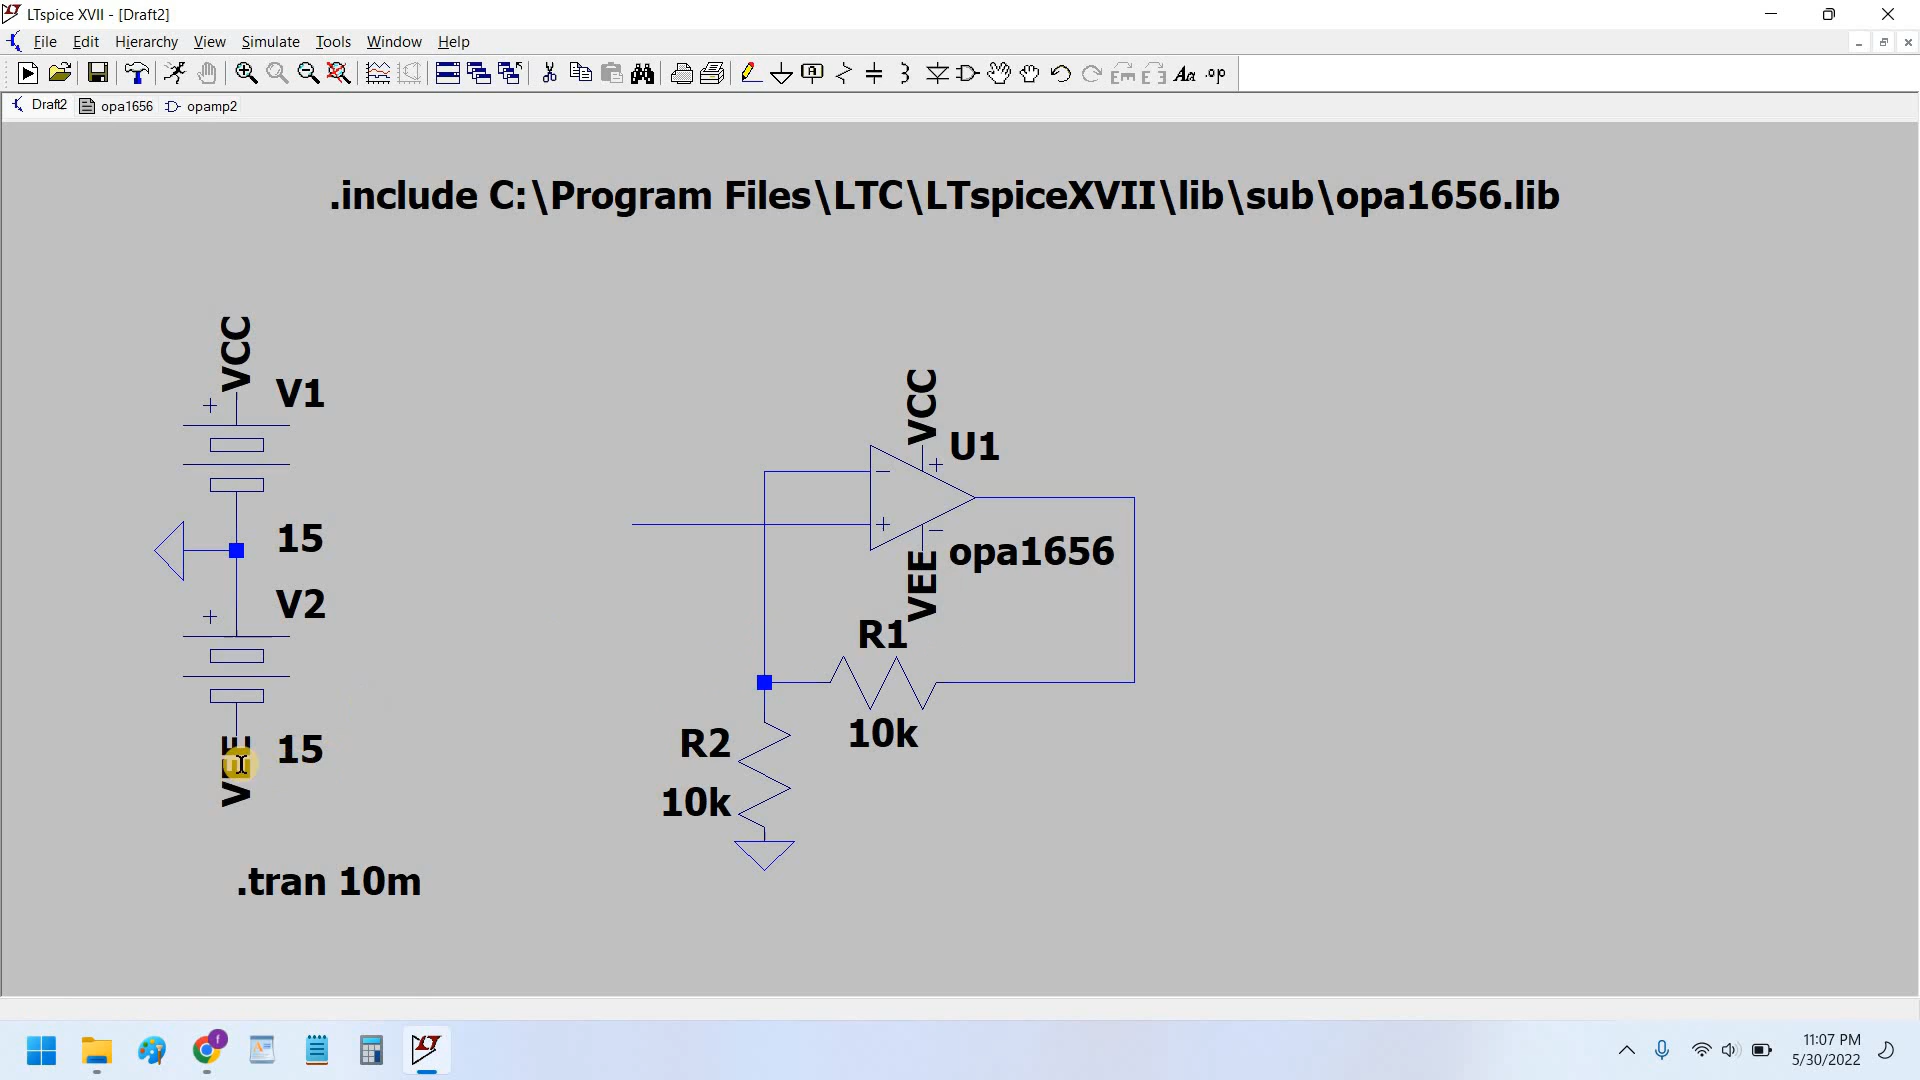 LTspice XVII - [Draft2]
File Edit Hierarchy View Simulate Tools Window Help
Draft2 opa1656 opamp2
.include C:\Program Files\LTC\LTspiceXVII\lib\sub\opa1656.lib
VCC
V1
15
V2
15
VEE
.tran 10m
VCC
U1
opa1656
VEE
R1
10k
R2
10k
11:07 PM
5/30/2022